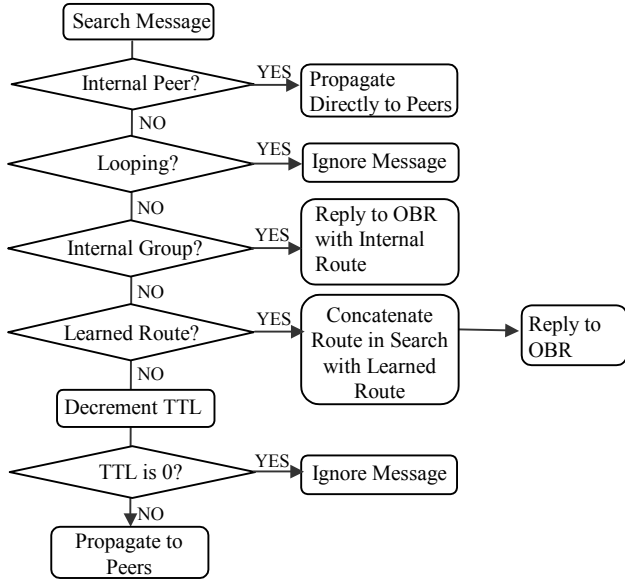 Search Message
Internal Peer?
YES
Propagate
Directly to Peers
NO
Looping?
YES
Ignore Message
NO
Internal Group?
YES
Reply to OBR
with Internal
Route
NO
Learned Route?
YES
Concatenate
Route in Search
with Learned
Route
Reply to
OBR
NO
Decrement TTL
TTL is 0?
YES
Ignore Message
NO
Propagate to
Peers